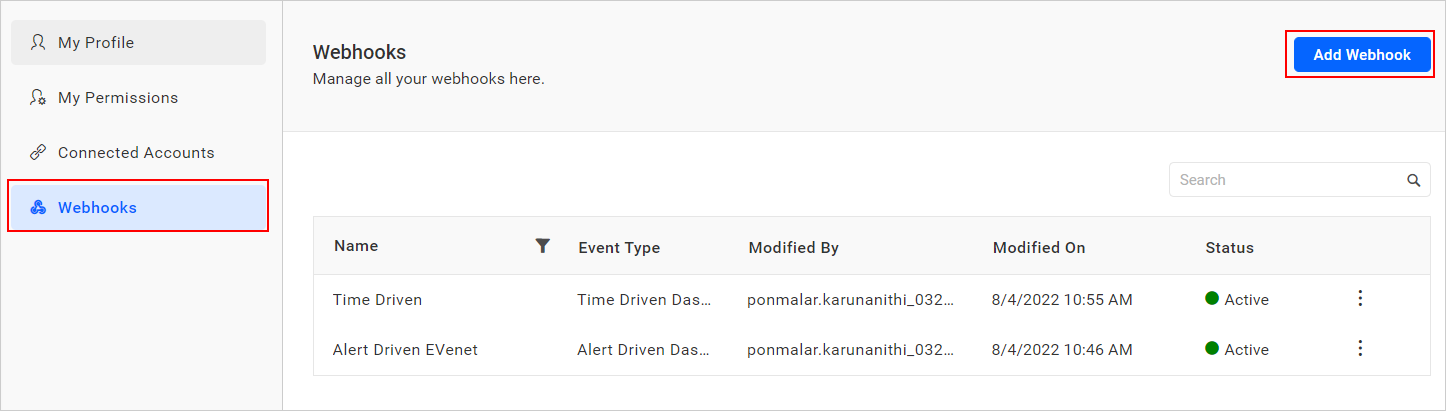 My Profile
My Permissions
Connected Accounts
Webhooks
Webhooks
Manage all your webhooks here.
Add Webhook
Search
Name Event Type Modified By Modified On Status
Time Driven Time Driven Das... ponmalar.karunanithi_032... 8/4/2022 10:55 AM Active
Alert Driven EVenet Alert Driven Das... ponmalar.karunanithi_032... 8/4/2022 10:46 AM Active